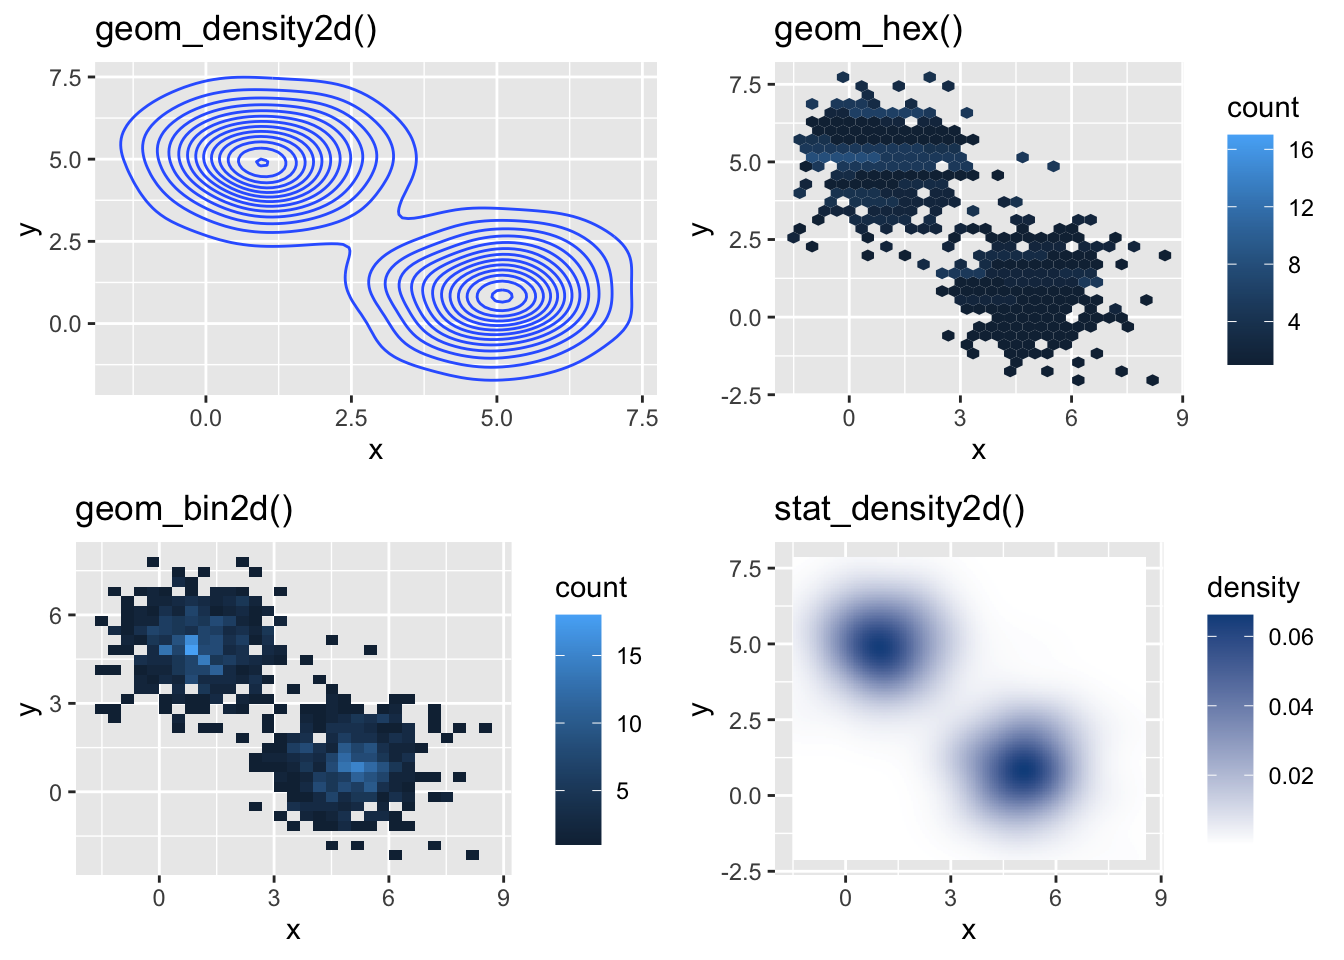 geom_density2d()
7.5
5.0
2.5
0.0
y
0.0 2.5 5.0 7.5
x
geom_hex()
7.5
5.0
2.5
0.0
-2.5
y
0 3 6 9
x
count
16
12
8
4
geom_bin2d()
6
3
0
y
0 3 6 9
x
count
15
10
5
stat_density2d()
7.5
5.0
2.5
0.0
-2.5
y
0 3 6 9
x
density
0.06
0.04
0.02